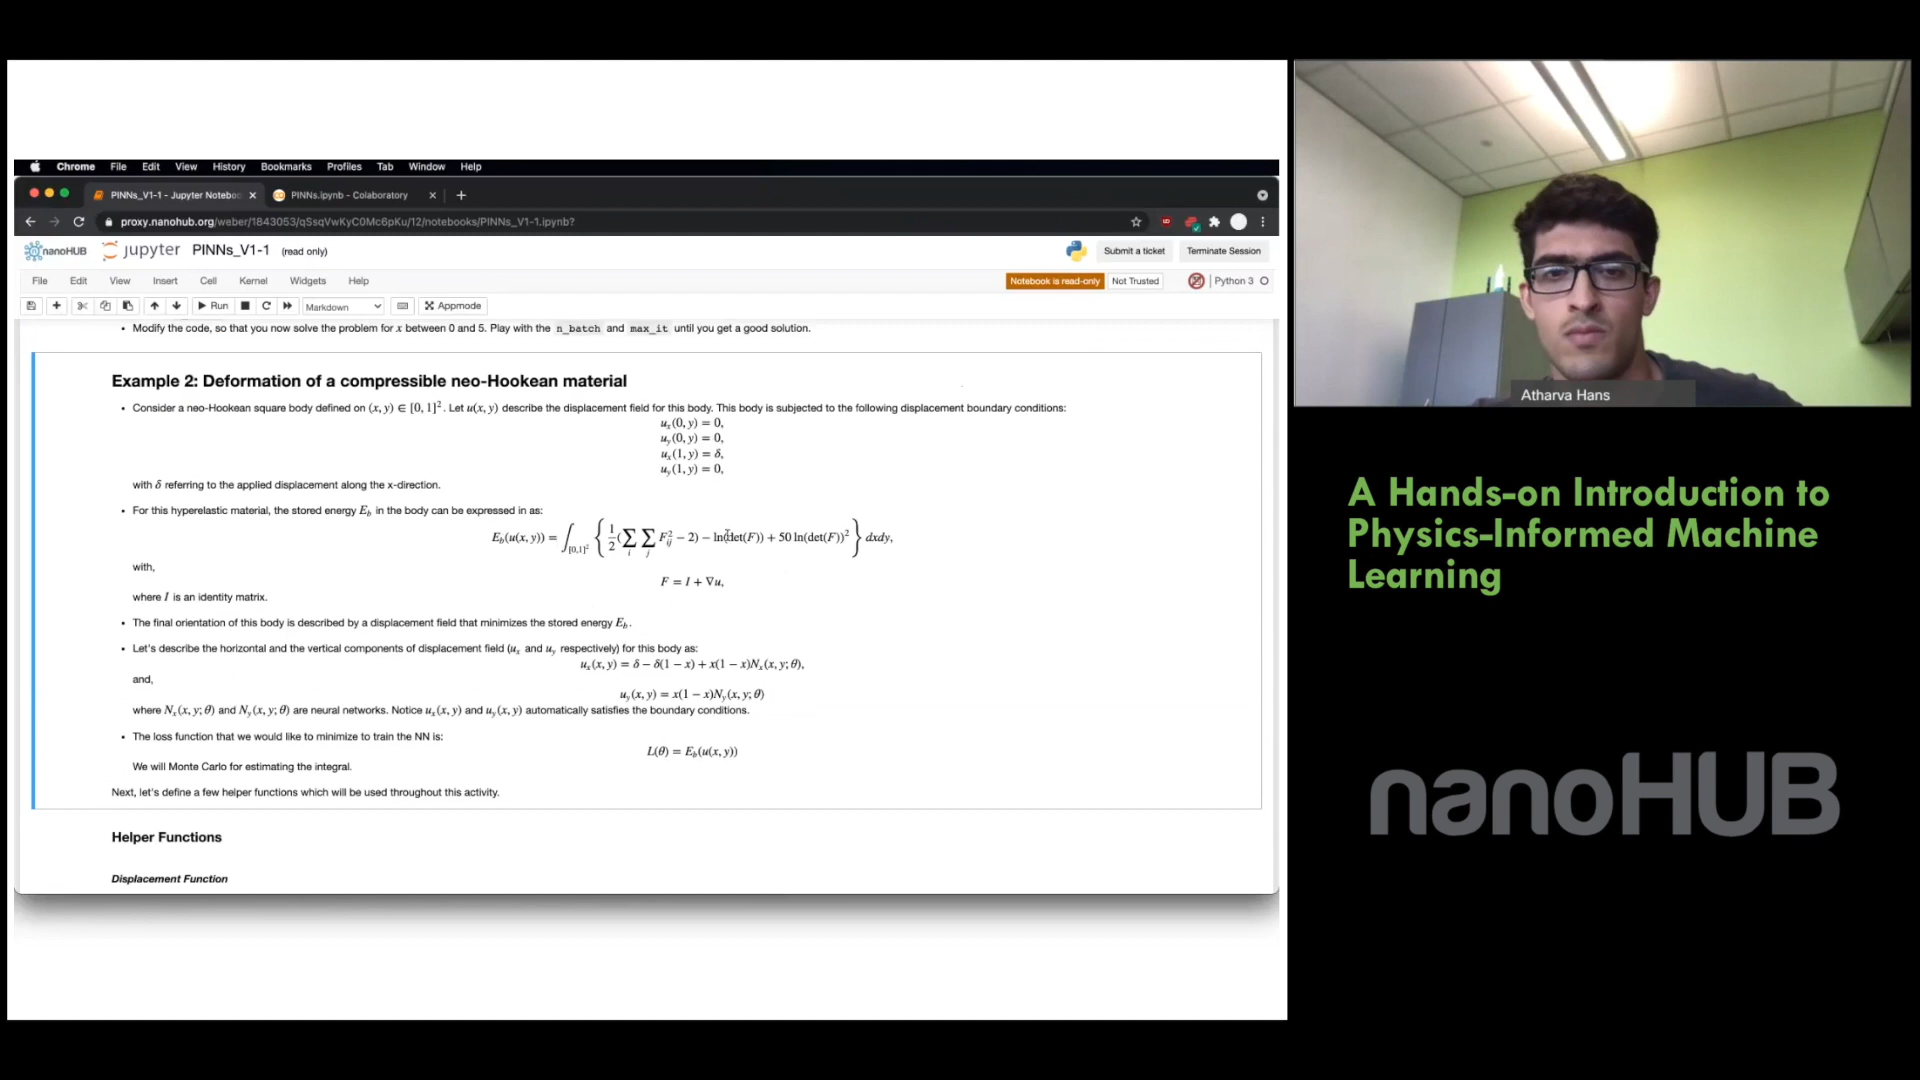 Chrome File Edit View History Bookmarks Profiles Tab Window Help
PINNs_V1-1 - Jupyter Noteboo
PINNs.ipynb - Colaboratory
proxy.nanohub.org/weber/1843053/qSsqVwKyC0Mc6pKu/12/notebooks/PINNs_V1-1.ipynb?
nanoHUB jupyter PINNs_V1-1 (read only)
Submit a ticket Terminate Session
File Edit View Insert Cell Kernel Widgets Help
Notebook is read-only Not Trusted Python 3
Run Markdown Appmode
• Modify the code, so that you now solve the problem for x between 0 and 5. Play with the n_batch and max_it until you get a good solution.
Example 2: Deformation of a compressible neo-Hookean material
• Consider a neo-Hookean square body defined on (x, y) ∈ [0, 1]². Let u(x, y) describe the displacement field for this body. This body is subjected to the following displacement boundary conditions:
uₓ(0, y) = 0,
u_y(0, y) = 0,
uₓ(1, y) = δ,
u_y(1, y) = 0,
with δ referring to the applied displacement along the x-direction.
• For this hyperelastic material, the stored energy E_b in the body can be expressed in as:
E_b(u(x, y)) = ∫_[0,1]² { 1/2 (∑_i ∑_j F²_ij − 2) − ln(det(F)) + 50 ln(det(F))² } dxdy,
with,
F = I + ∇u,
where I is an identity matrix.
• The final orientation of this body is described by a displacement field that minimizes the stored energy E_b.
• Let's describe the horizontal and the vertical components of displacement field (uₓ and u_y respectively) for this body as:
uₓ(x, y) = δ − δ(1 − x) + x(1 − x)Nₓ(x, y; θ),
and,
u_y(x, y) = x(1 − x)N_y(x, y; θ)
where Nₓ(x, y; θ) and N_y(x, y; θ) are neural networks. Notice uₓ(x, y) and u_y(x, y) automatically satisfies the boundary conditions.
• The loss function that we would like to minimize to train the NN is:
L(θ) = E_b(u(x, y))
We will Monte Carlo for estimating the integral.
Next, let's define a few helper functions which will be used throughout this activity.
Helper Functions
Displacement Function
Atharva Hans
A Hands-on Introduction to
Physics-Informed Machine
Learning
nanoHUB